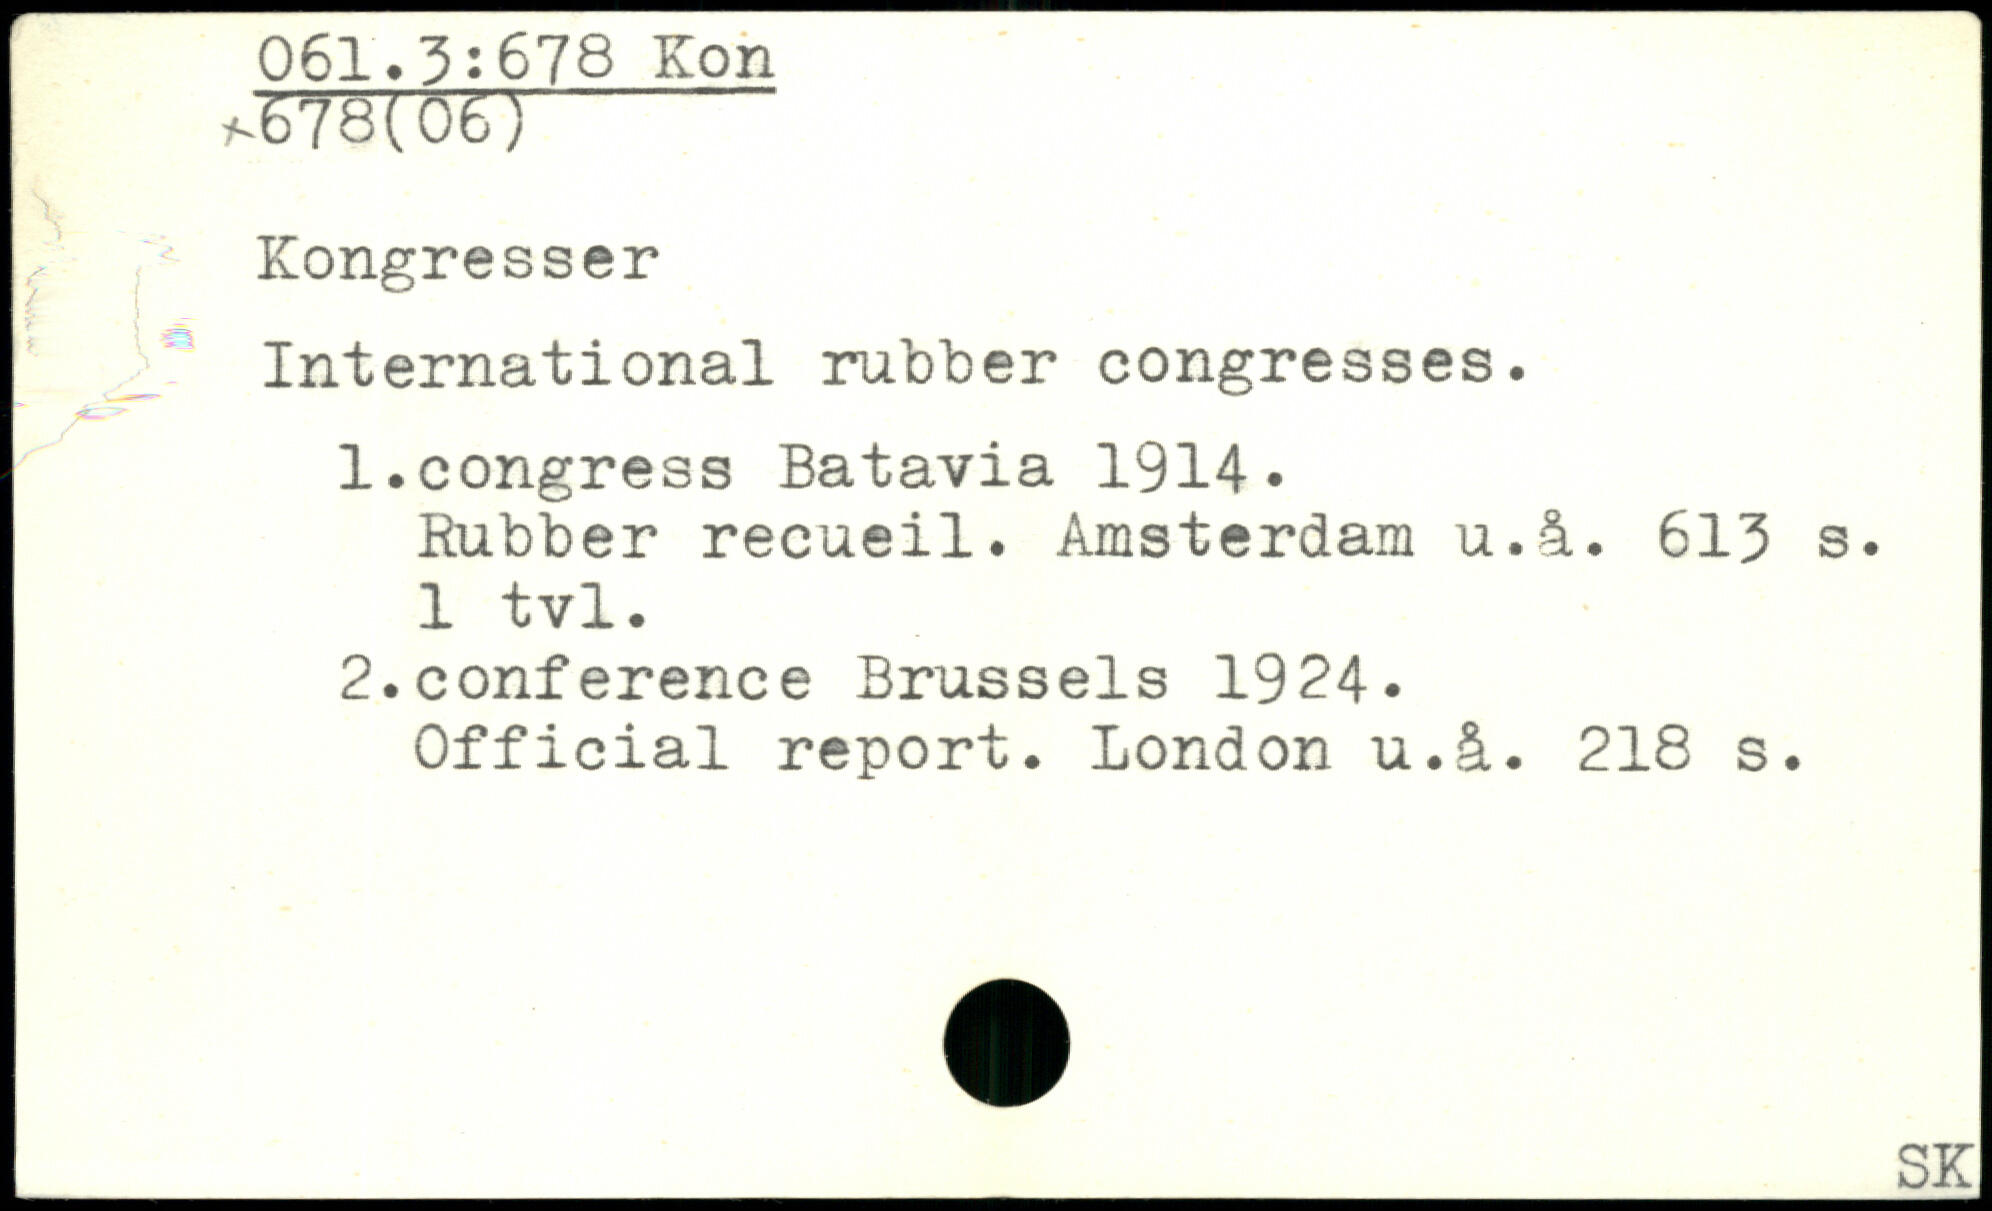 061.3:678 Kon
+678(06)
Kongresser
International rubber congresses.
1.congress Batavia 1914.
Rubber recueil. Amsterdam u.å. 613 s.
1 tvl.
2.conference Brussels 1924.
Official report. London u.å. 218 s.
SK